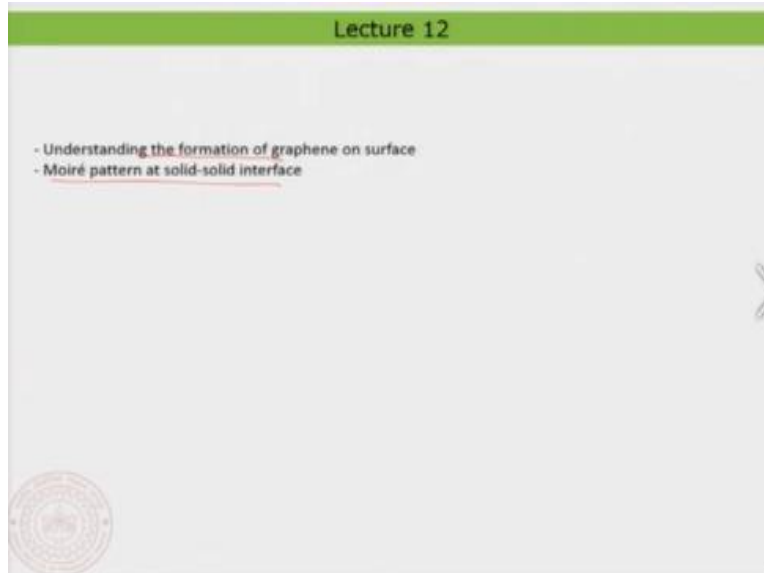 Lecture 12
- Understanding the formation of graphene on surface
- Moiré pattern at solid-solid interface